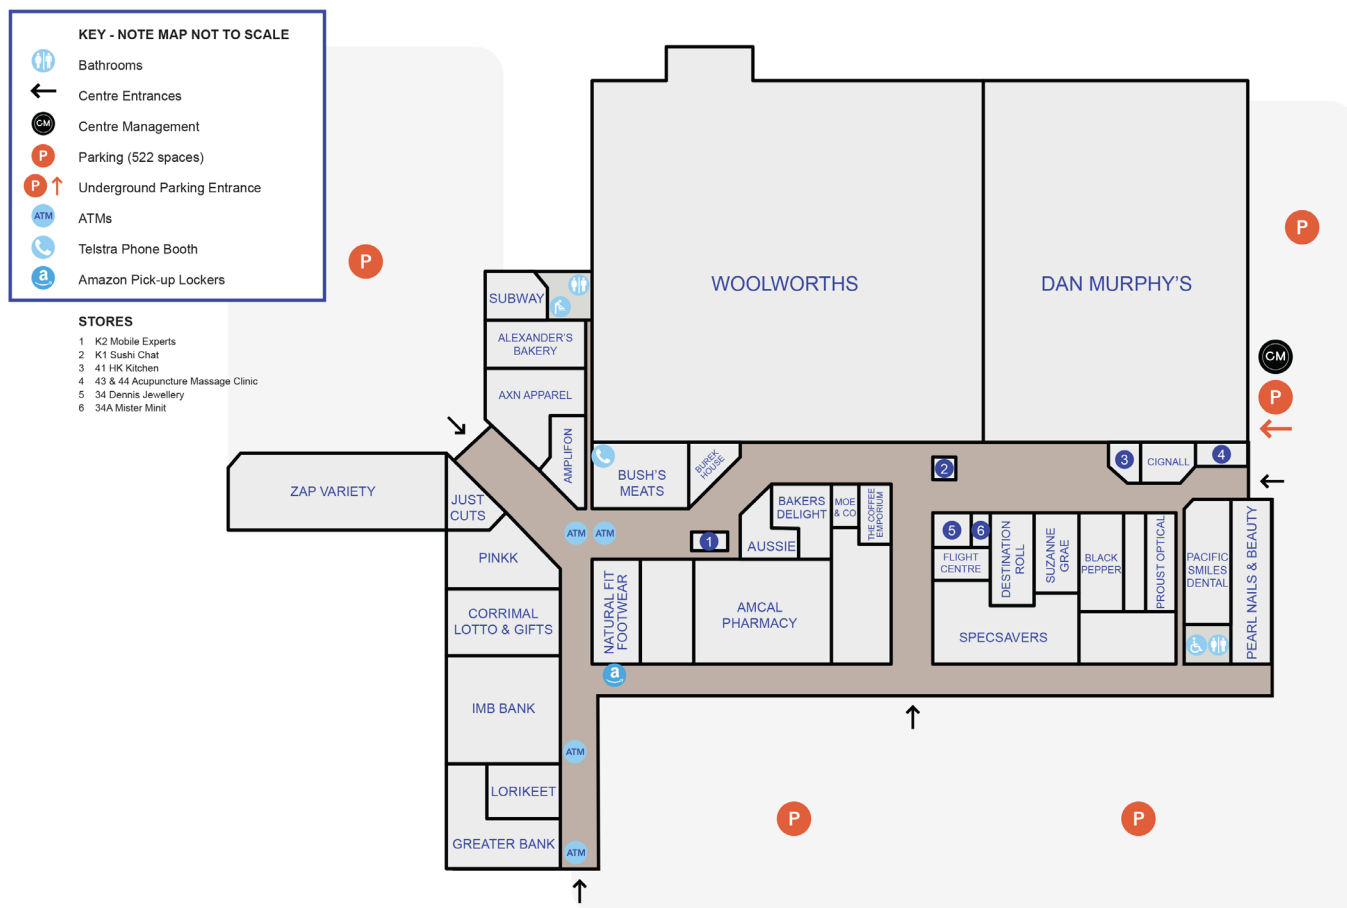 KEY - NOTE MAP NOT TO SCALE
Bathrooms
Centre Entrances
CM
Centre Management
P
Parking (522 spaces)
P
Underground Parking Entrance
ATM
ATMs
Telstra Phone Booth
a
Amazon Pick-up Lockers
STORES
1 K2 Mobile Experts
2 K1 Sushi Chat
3 41 HK Kitchen
4 43 & 44 Acupuncture Massage Clinic
5 34 Dennis Jewellery
6 34A Mister Minit
P
P
WOOLWORTHS
DAN MURPHY'S
SUBWAY
ALEXANDER'S
BAKERY
CM
P
AXN APPAREL
AMPLIFON
BUSH'S
MEATS
BUREK
HOUSE
2
3
CIGNALL
4
ZAP VARIETY
JUST
CUTS
BAKERS
DELIGHT
MOE
& CO
THE COFFEE
EMPORIUM
ATM
ATM
1
AUSSIE
5
6
FLIGHT
CENTRE
DESTINATION
ROLL
SUZANNE
GRAE
BLACK
PEPPER
PROUST OPTICAL
PACIFIC
SMILES
DENTAL
PEARL NAILS & BEAUTY
PINKK
CORRIMAL
LOTTO & GIFTS
NATURAL FIT
FOOTWEAR
AMCAL
PHARMACY
SPECSAVERS
a
IMB BANK
ATM
LORIKEET
GREATER BANK
ATM
P
P